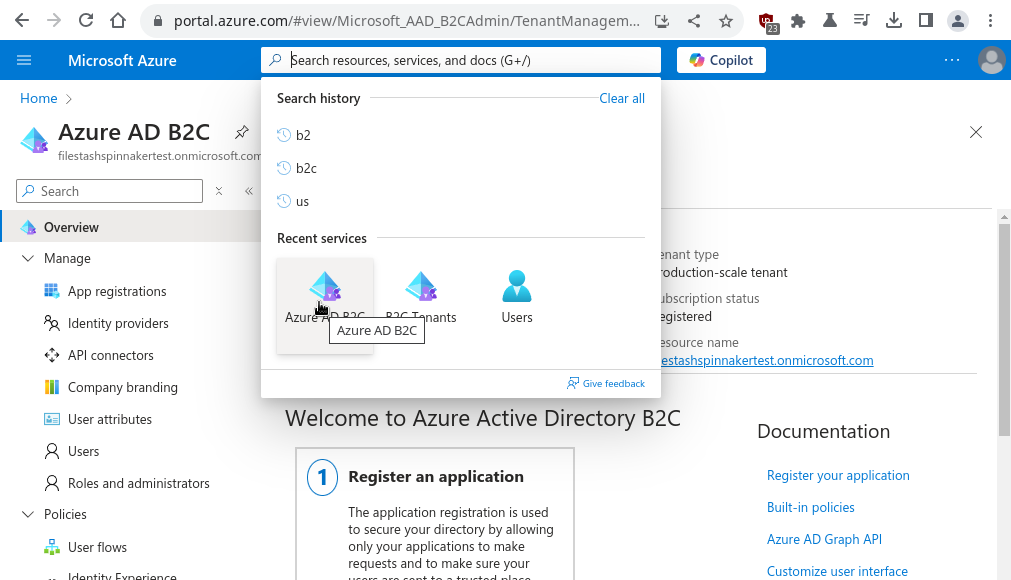 portal.azure.com/#view/Microsoft_AAD_B2CAdmin/TenantManagem...
23
Microsoft Azure
Search resources, services, and docs (G+/)
Copilot
Home
Azure AD B2C
filestashspinnakertest.onmicrosoft.com
Search
Overview
Manage
App registrations
Identity providers
API connectors
Company branding
User attributes
Users
Roles and administrators
Policies
User flows
Identity Experience
Search history
Clear all
b2
b2c
us
Recent services
Azure AD B2C
B2C Tenants
Users
Azure AD B2C
Give feedback
enant type
roduction-scale tenant
ubscription status
egistered
esource name
estashspinnakertest.onmicrosoft.com
Welcome to Azure Active Directory B2C
1
Register an application
The application registration is used
to secure your directory by allowing
only your applications to make
requests and to make sure your
users are sent to a trusted place
Documentation
Register your application
Built-in policies
Azure AD Graph API
Customize user interface